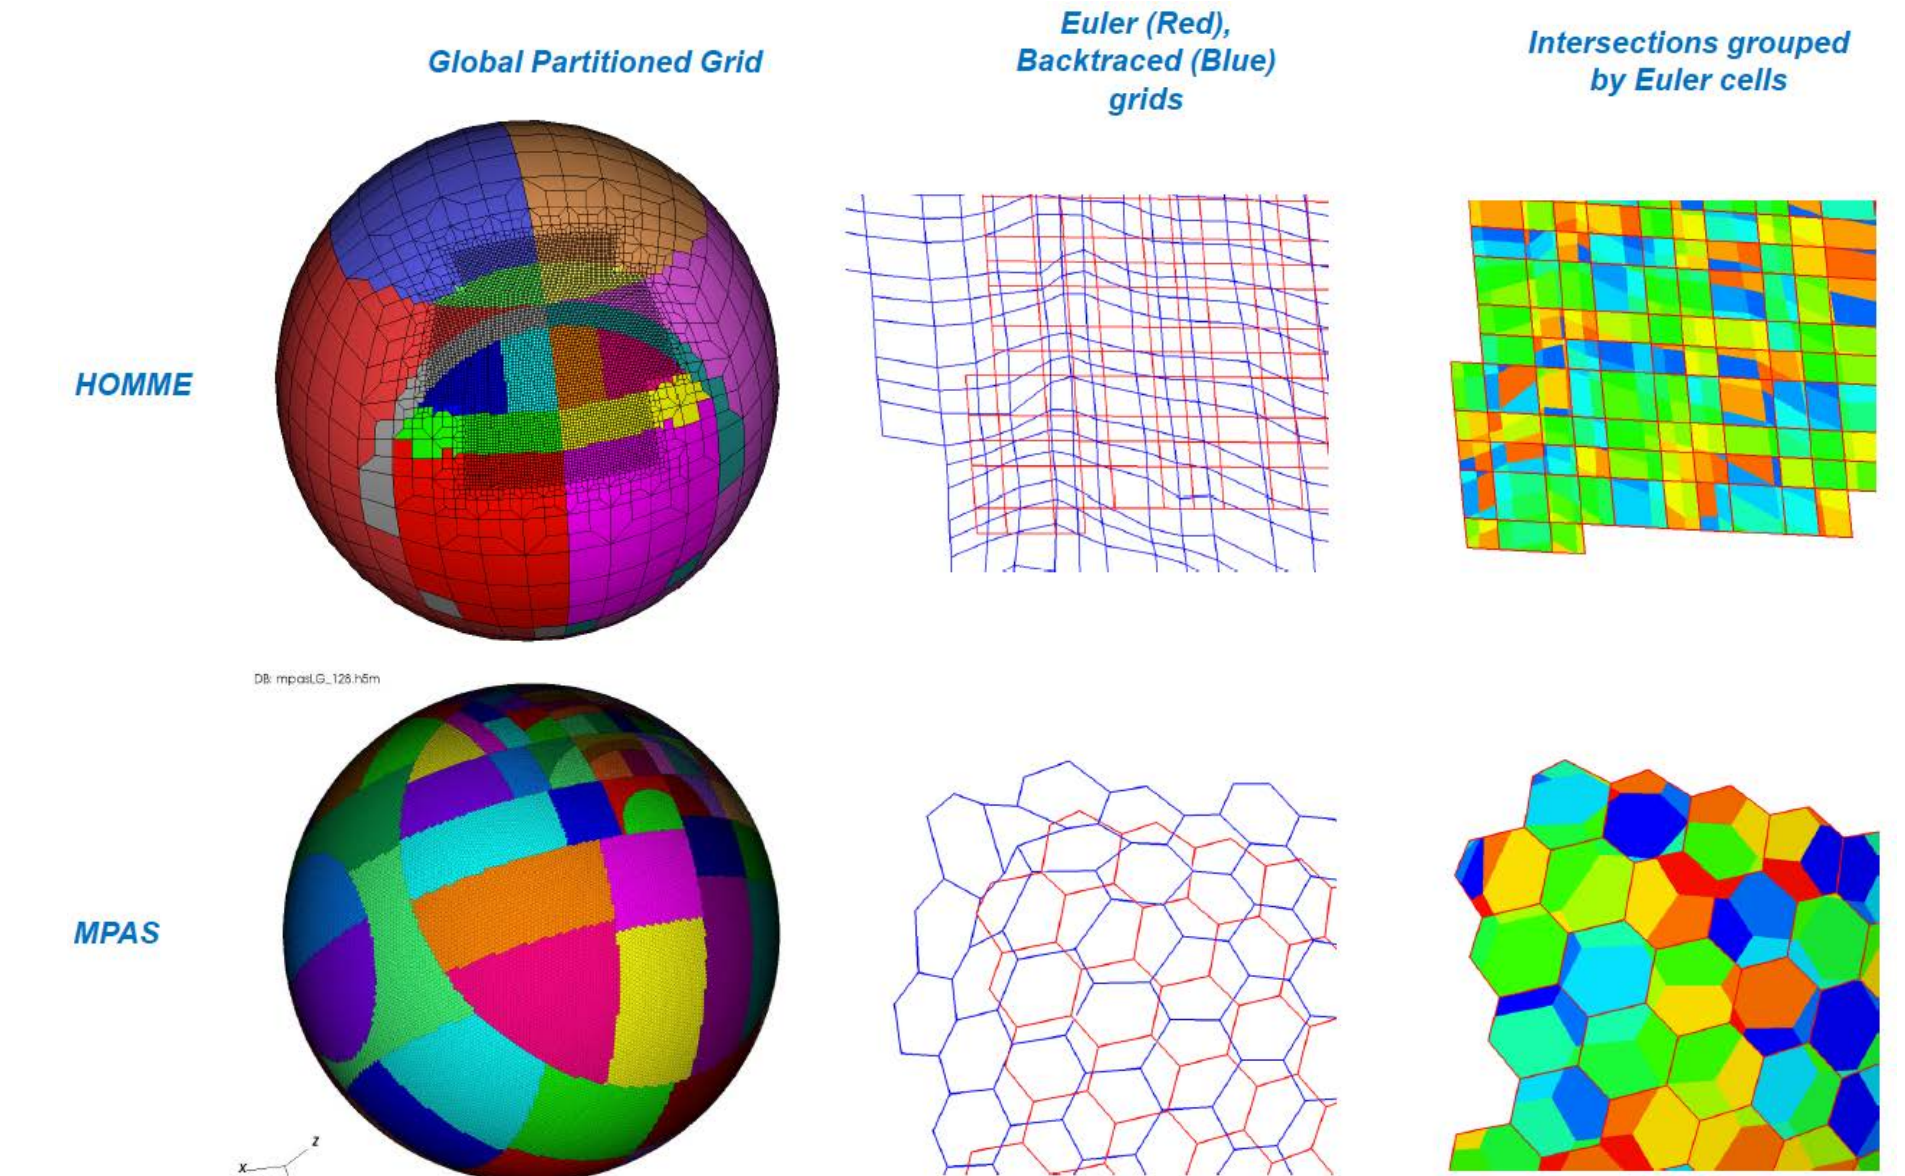 Global Partitioned Grid
Euler (Red),
Backtraced (Blue)
grids
Intersections grouped
by Euler cells
HOMME
DB: mpasLG_128.h5m
MPAS
Z
X